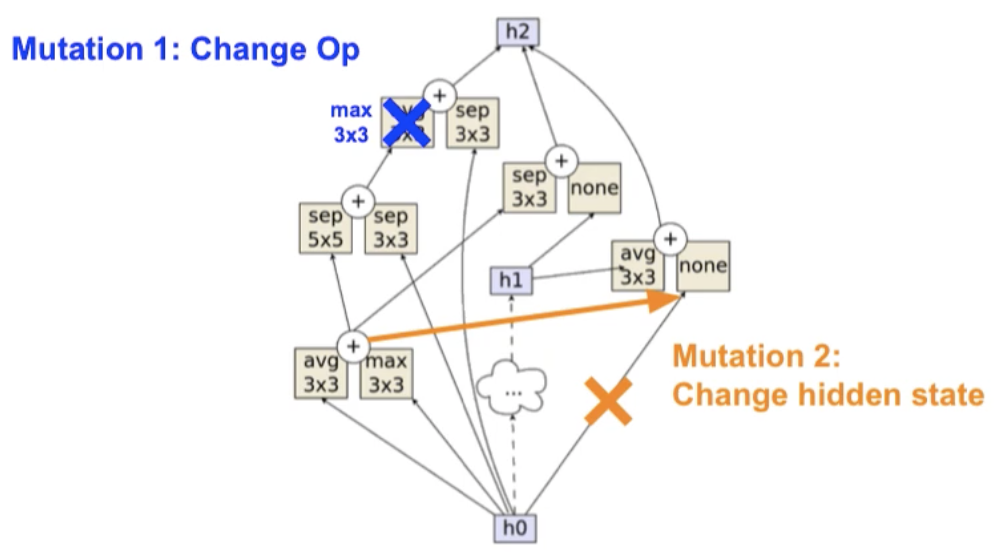 h2
Mutation 1: Change Op
+
max
3x3
sep
3x3
+
sep
3x3
none
+
sep
5x5
sep
3x3
+
avg
3x3
none
h1
+
avg
3x3
max
3x3
Mutation 2:
Change hidden state
...
h0